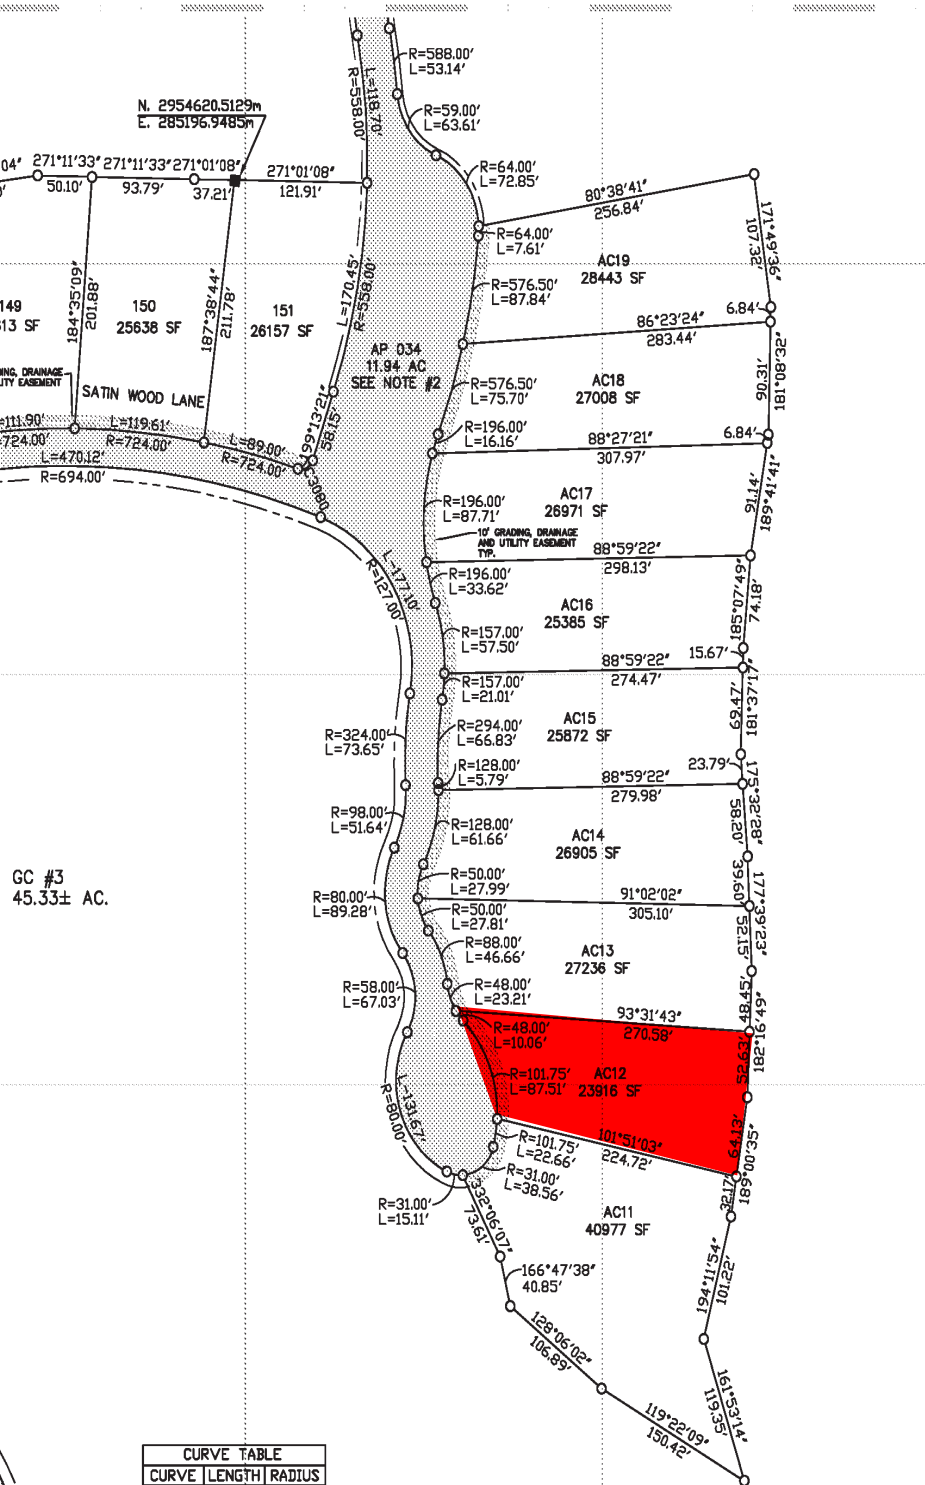 R=588.00'
L=53.14'
L=118.70'
R=558.00'
N. 2954620.5129m
E. 285196.9485m
R=59.00'
L=63.61'
04"
271°11'33"
271°11'33"
271°01'08"
271°01'08"
50.10'
93.79'
37.21'
121.91'
R=64.00'
L=72.85'
80°38'41"
256.84'
171°49'36"
107.32'
R=64.00'
L=7.61'
AC19
28443 SF
184°35'09"
201.88'
187°38'44"
211.78'
L=170.45'
R=558.00'
R=576.50'
L=87.84'
149
313 SF
150
25638 SF
151
26157 SF
6.84'
86°23'24"
283.44'
AP 034
11.94 AC
SEE NOTE #2
181°08'32"
90.31'
ING, DRAINAGE
ITY EASEMENT
SATIN WOOD LANE
R=576.50'
L=75.70'
AC18
27008 SF
199°13'21"
58.15'
=111.90'
=724.00'
L=119.61'
R=724.00'
L=89.00'
R=724.00'
R=196.00'
L=16.16'
88°27'21"
307.97'
6.84'
L=470.12'
R=694.00'
C3080
189°41'41"
91.14'
R=196.00'
L=87.71'
AC17
26971 SF
10' GRADING, DRAINAGE
AND UTILITY EASEMENT
TYP.
88°59'22"
298.13'
L=177.10'
R=127.00'
R=196.00'
L=33.62'
AC16
25385 SF
185°07'49"
74.18'
R=157.00'
L=57.50'
88°59'22"
274.47'
15.67'
R=157.00'
L=21.01'
181°37'17"
69.47'
R=324.00'
L=73.65'
R=294.00'
L=66.83'
AC15
25872 SF
23.79'
R=128.00'
L=5.79'
88°59'22"
279.98'
175°32'28"
58.20'
R=98.00'
L=51.64'
R=128.00'
L=61.66'
AC14
26905 SF
GC #3
45.33± AC.
R=50.00'
L=27.99'
39.60'
177°39'23"
52.15'
R=80.00'
L=89.28'
R=50.00'
L=27.81'
91°02'02"
305.10'
R=88.00'
L=46.66'
AC13
27236 SF
R=58.00'
L=67.03'
R=48.00'
L=23.21'
48.45'
182°16'49"
52.63'
93°31'43"
270.58'
R=48.00'
L=10.06'
R=101.75'
L=87.51'
AC12
23916 SF
L=131.67'
R=80.00'
64.13'
189°00'35"
32.17'
101°51'03"
224.72'
R=101.75'
L=22.66'
R=31.00'
L=38.56'
R=31.00'
L=15.11'
332°06'07"
73.61'
AC11
40977 SF
166°47'38"
40.85'
194°11'54"
101.22'
128°06'02"
106.89'
161°53'14"
119.35'
119°22'09"
150.42'
CURVE TABLE
CURVE LENGTH RADIUS